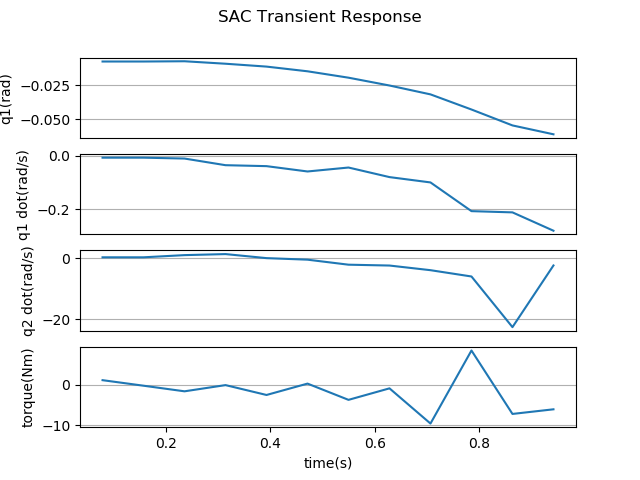 SAC Transient Response
q1(rad)
−0.025
−0.050
q1 dot(rad/s)
0.0
−0.2
q2 dot(rad/s)
0
−20
torque(Nm)
0
−10
0.2 0.4 0.6 0.8
time(s)